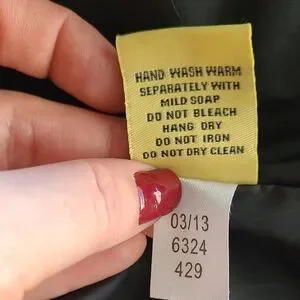 HAND WASH WARM
SEPARATELY WITH
MILD SOAP
DO NOT BLEACH
HANG DRY
DO NOT IRON
DO NOT DRY CLEAN
03/13
6324
429